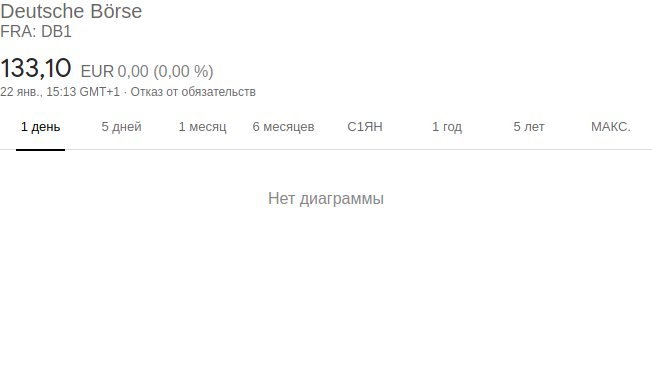 Deutsche Börse
FRA: DB1
133,10 EUR 0,00 (0,00 %)
22 янв., 15:13 GMT+1 · Отказ от обязательств
1 день 5 дней 1 месяц 6 месяцев С1ЯН 1 год 5 лет МАКС.
Нет диаграммы